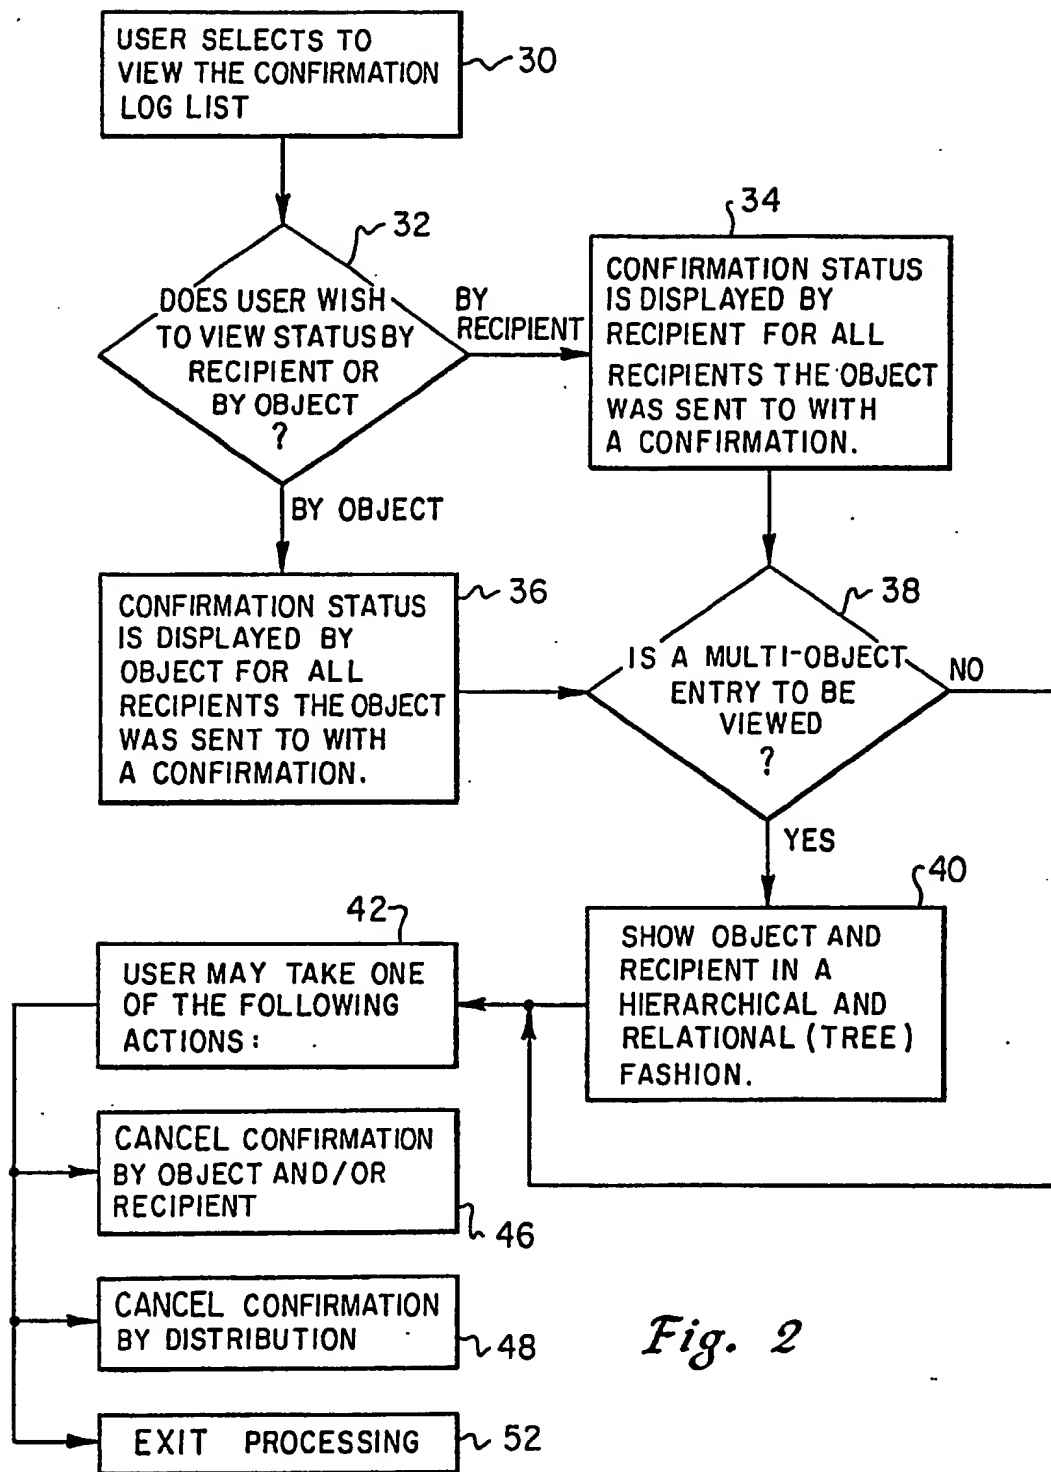 USER SELECTS TO
VIEW THE CONFIRMATION
LOG LIST
30
32
DOES USER WISH
TO VIEW STATUS BY
RECIPIENT OR
BY OBJECT
?
BY
RECIPIENT
34
CONFIRMATION STATUS
IS DISPLAYED BY
RECIPIENT FOR ALL
RECIPIENTS THE OBJECT
WAS SENT TO WITH
A CONFIRMATION.
BY OBJECT
36
CONFIRMATION STATUS
IS DISPLAYED BY
OBJECT FOR ALL
RECIPIENTS THE OBJECT
WAS SENT TO WITH
A CONFIRMATION.
38
IS A MULTI-OBJECT
ENTRY TO BE
VIEWED
?
NO
YES
40
SHOW OBJECT AND
RECIPIENT IN A
HIERARCHICAL AND
RELATIONAL (TREE)
FASHION.
42
USER MAY TAKE ONE
OF THE FOLLOWING
ACTIONS:
CANCEL CONFIRMATION
BY OBJECT AND/OR
RECIPIENT
46
CANCEL CONFIRMATION
BY DISTRIBUTION
48
EXIT PROCESSING
52
Fig. 2